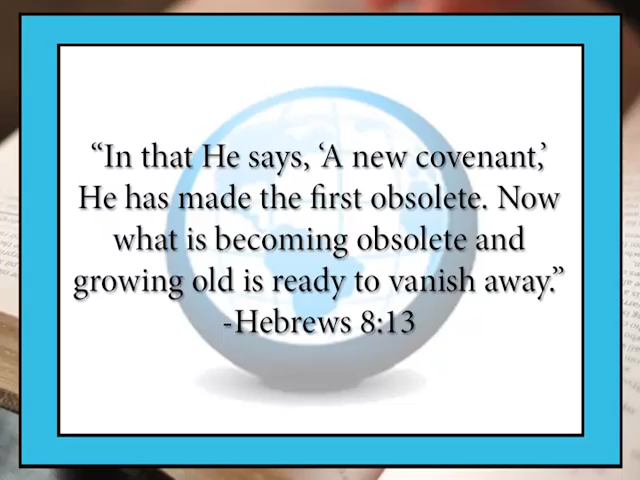 “In that He says, ‘A new covenant,’
He has made the first obsolete. Now
what is becoming obsolete and
growing old is ready to vanish away.”
-Hebrews 8:13